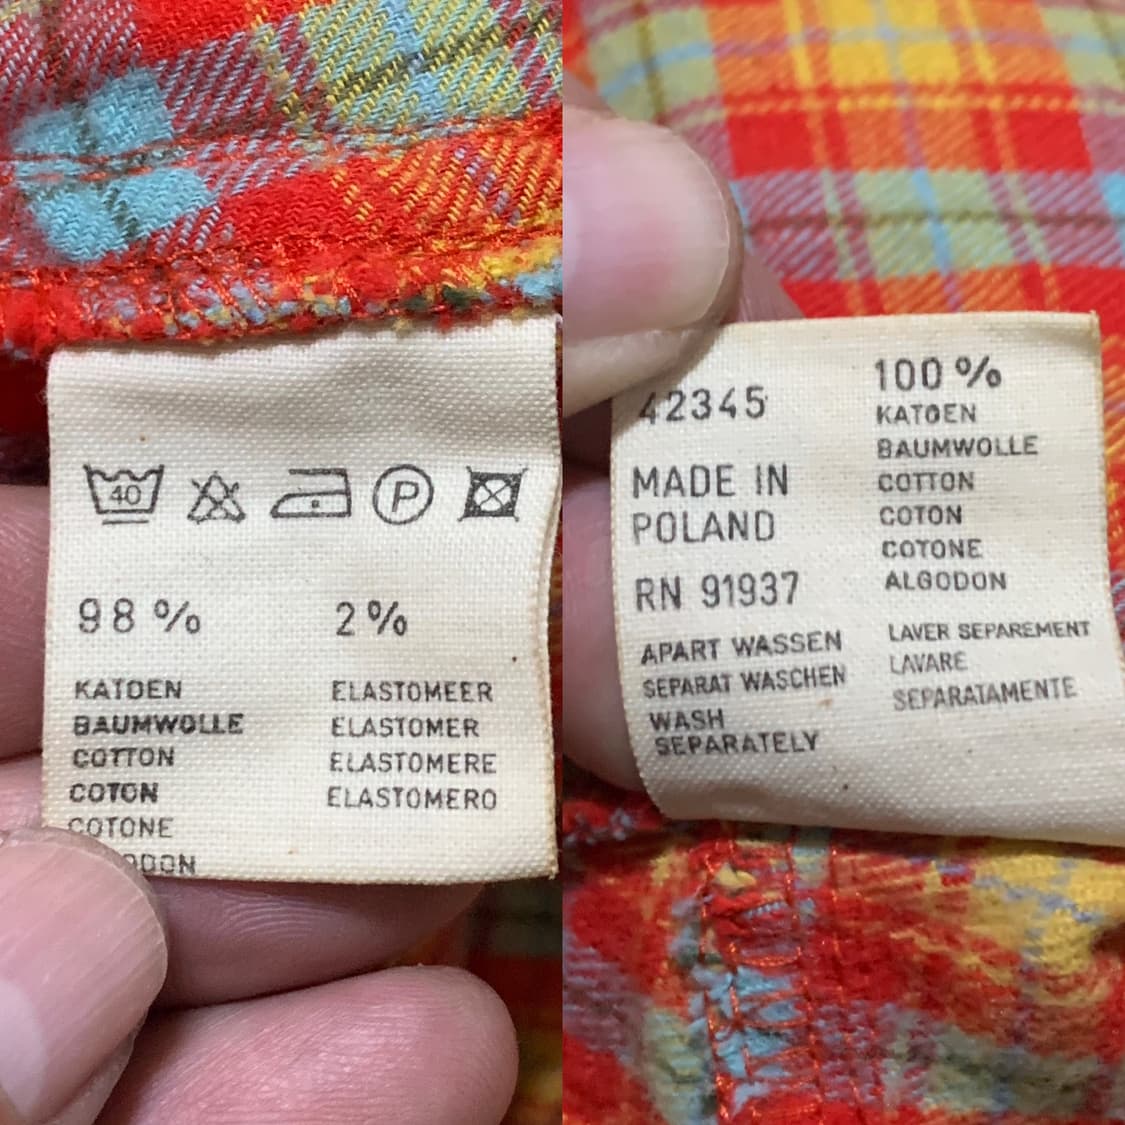 40 P
98% 2%
KATOEN ELASTOMEER
BAUMWOLLE ELASTOMER
COTTON ELASTOMERE
COTON ELASTOMERO
COTONE
42345
MADE IN
POLAND
RN 91937
APART WASSEN
SEPARAT WASCHEN
WASH
SEPARATELY
100%
KATOEN
BAUMWOLLE
COTTON
COTON
COTONE
ALGODON
LAVER SEPAREMENT
LAVARE
SEPARATAMENTE